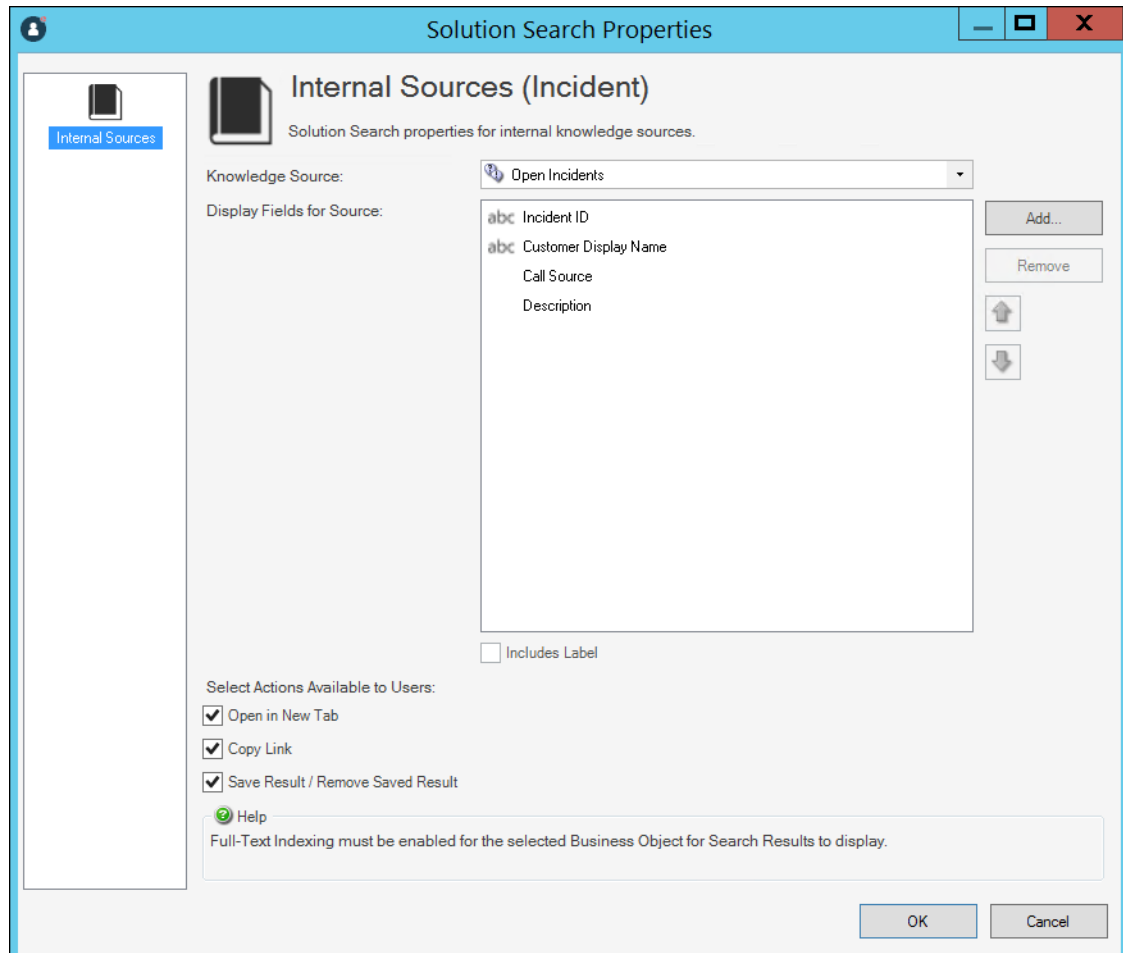 Solution Search Properties
X
Internal Sources
Internal Sources (Incident)
Solution Search properties for internal knowledge sources.
Knowledge Source:
Open Incidents
Display Fields for Source:
abc Incident ID
abc Customer Display Name
Call Source
Description
Add...
Remove
Includes Label
Select Actions Available to Users:
Open in New Tab
Copy Link
Save Result / Remove Saved Result
Help
Full-Text Indexing must be enabled for the selected Business Object for Search Results to display.
OK
Cancel